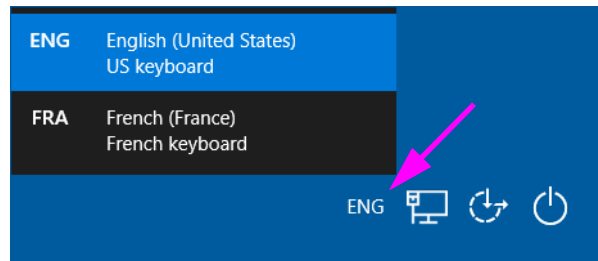 ENG English (United States)
US keyboard
FRA French (France)
French keyboard
ENG